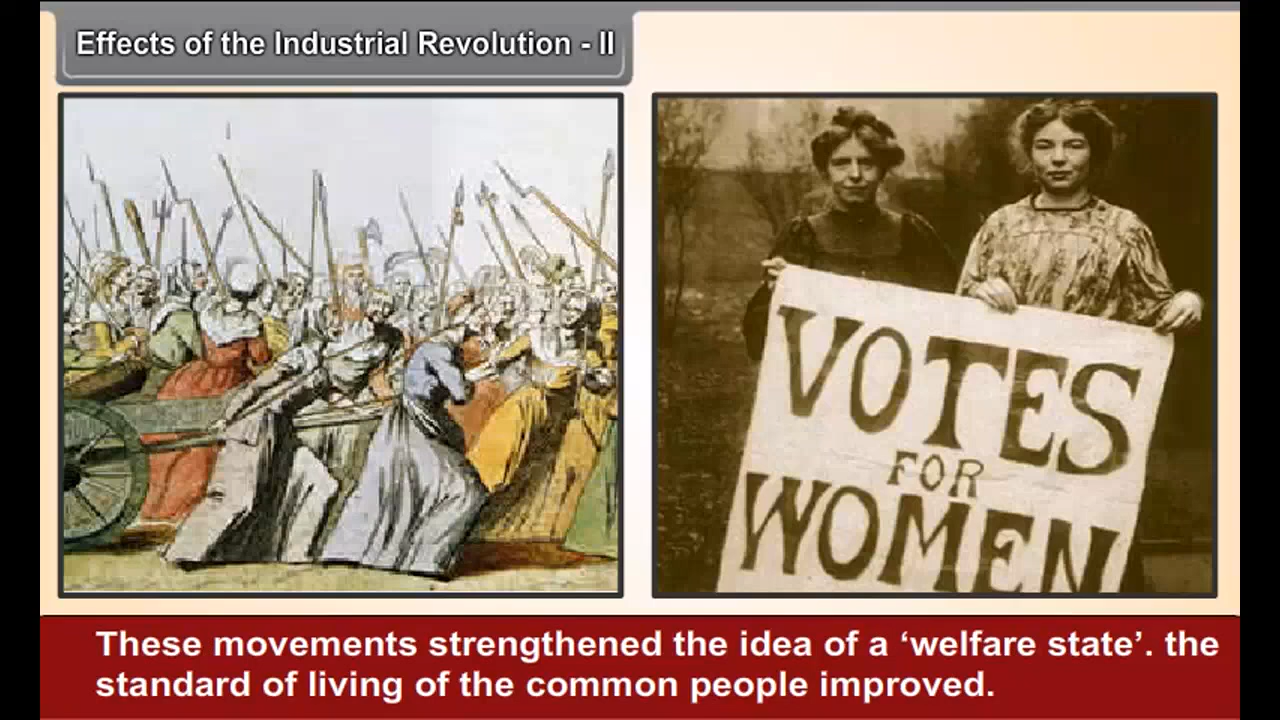 Effects of the Industrial Revolution - II
VOTES
FOR
WOMEN
These movements strengthened the idea of a ‘welfare state’. the
standard of living of the common people improved.